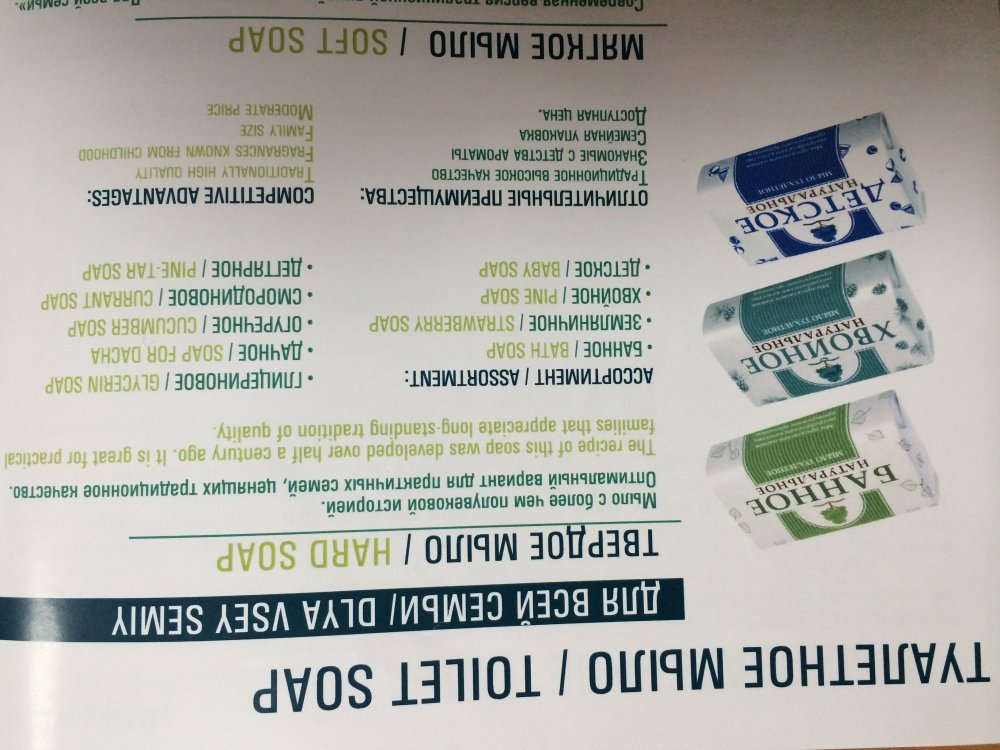 ТУАЛЕТНОЕ МЫЛО / TOILET SOAP
ДЛЯ ВСЕЙ СЕМЬИ/ DLYA VSEY SEMIY
ТВЕРДОЕ МЫЛО / HARD SOAP
Мыло с более чем полувековой историей.
Оптимальный вариант для практичных семей, ценящих традиционное качество.
The recipe of this soap was developed over half a century ago. It is great for practical
families that appreciate long-standing tradition of quality.
АССОРТИМЕНТ / ASSORTMENT:
• БАННОЕ / BATH SOAP
• ЗЕМЛЯНИЧНОЕ / STRAWBERRY SOAP
• ХВОЙНОЕ / PINE SOAP
• ДЕТСКОЕ / BABY SOAP
• ГЛИЦЕРИНОВОЕ / GLYCERIN SOAP
• ДАЧНОЕ / SOAP FOR DACHA
• ОГУРЕЧНОЕ / CUCUMBER SOAP
• СМОРОДИНОВОЕ / CURRANT SOAP
• ДЕГТЯРНОЕ / PINE-TAR SOAP
ОТЛИЧИТЕЛЬНЫЕ ПРЕИМУЩЕСТВА:
Традиционное высокое качество
Знакомые с детства ароматы
Семейная упаковка
Доступная цена.
COMPETITIVE ADVANTAGES:
Traditionally high quality
Fragrances known from childhood
Family size
Moderate price
МЯГКОЕ МЫЛО / SOFT SOAP
Современная версия традиционной
БАННОЕ
НАТУРАЛЬНОЕ
МЫЛО ТУАЛЕТНОЕ
ХВОЙНОЕ
НАТУРАЛЬНОЕ
МЫЛО ТУАЛЕТНОЕ
ДЕТСКОЕ
НАТУРАЛЬНОЕ
МЫЛО ТУАЛЕТНОЕ